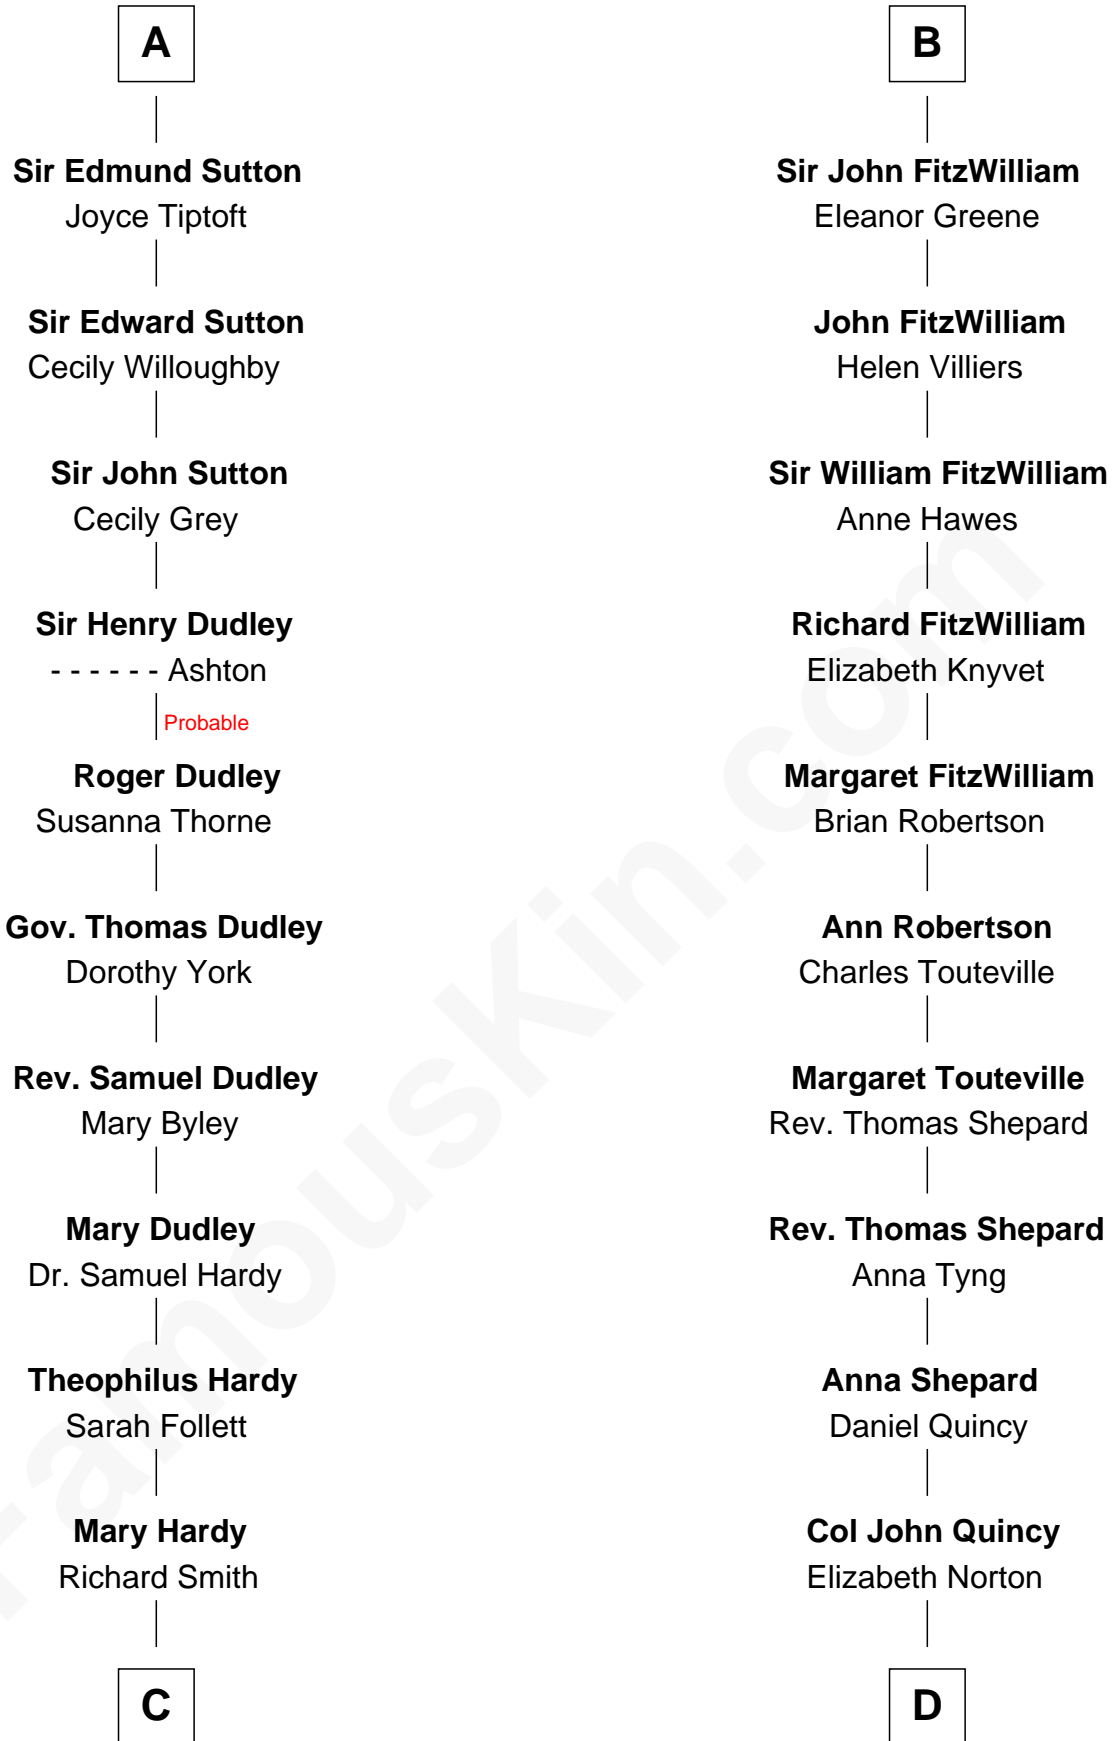 A
Sir Edmund Sutton
Joyce Tiptoft
Sir Edward Sutton
Cecily Willoughby
Sir John Sutton
Cecily Grey
Sir Henry Dudley
- - - - - - Ashton
Probable
Roger Dudley
Susanna Thorne
Gov. Thomas Dudley
Dorothy York
Rev. Samuel Dudley
Mary Byley
Mary Dudley
Dr. Samuel Hardy
Theophilus Hardy
Sarah Follett
Mary Hardy
Richard Smith
C
B
Sir John FitzWilliam
Eleanor Greene
John FitzWilliam
Helen Villiers
Sir William FitzWilliam
Anne Hawes
Richard FitzWilliam
Elizabeth Knyvet
Margaret FitzWilliam
Brian Robertson
Ann Robertson
Charles Touteville
Margaret Touteville
Rev. Thomas Shepard
Rev. Thomas Shepard
Anna Tyng
Anna Shepard
Daniel Quincy
Col John Quincy
Elizabeth Norton
D
FamousKin.com